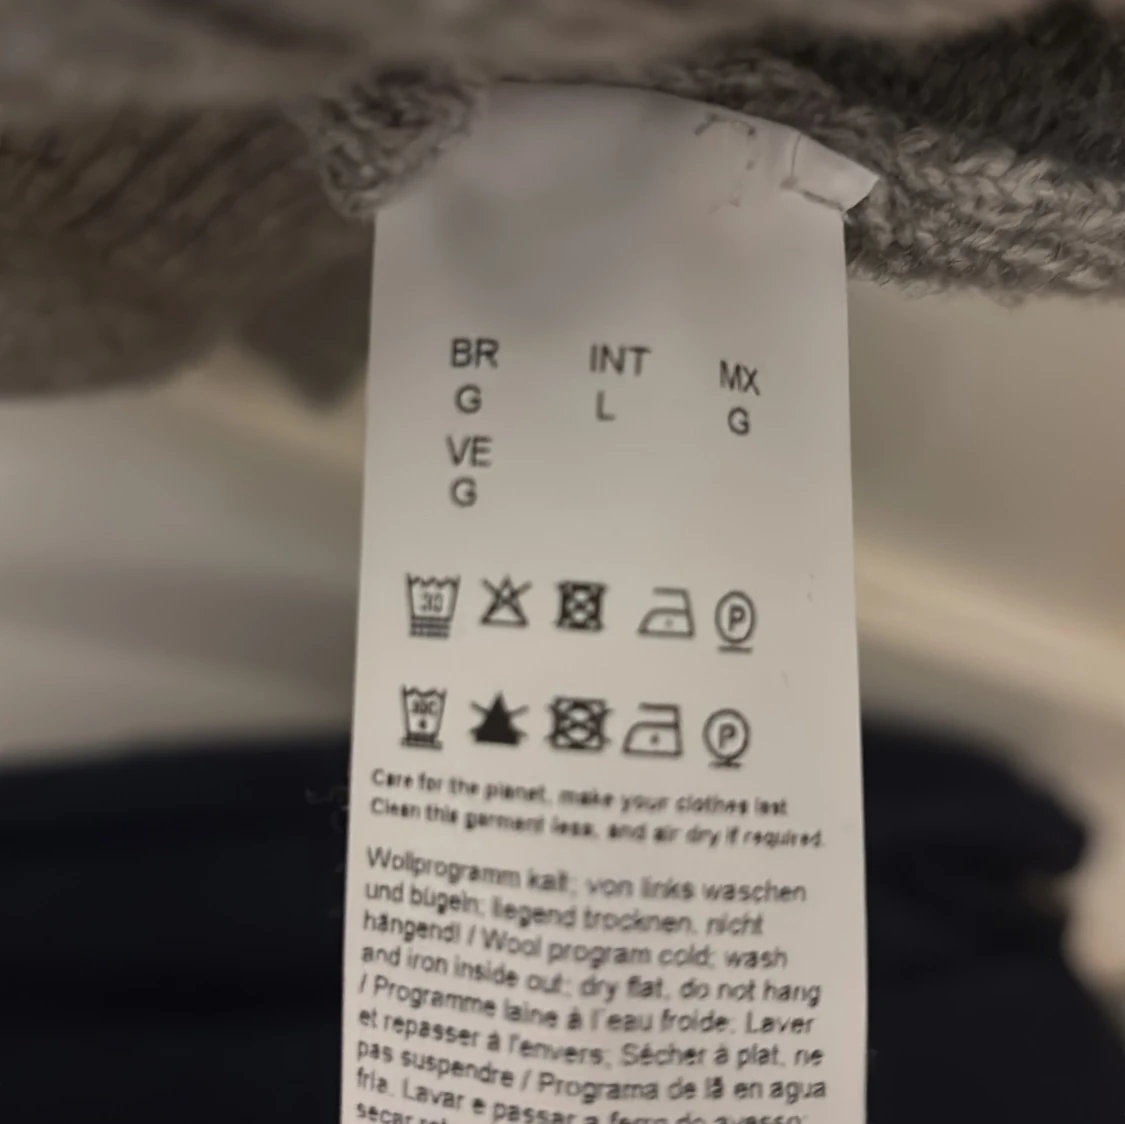 BR INT MX
G L G
VE
G
30
30C
P
P
Care for the planet, make your clothes last
Clean this garment less, and air dry if required.
Wollprogramm kalt; von links waschen
und bügeln; liegend trocknen, nicht
hängend! / Wool program cold; wash
and iron inside out; dry flat, do not hang
/ Programme laine à l'eau froide; Laver
et repasser à l'envers; Sécher à plat, ne
pas suspendre / Programa de lã en agua
fria. Lavar e passar a ferro do avesso;
secar